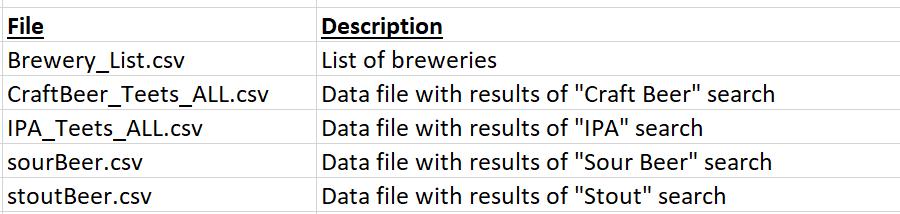 File Description
Brewery_List.csv List of breweries
CraftBeer_Teets_ALL.csv Data file with results of "Craft Beer" search
IPA_Teets_ALL.csv Data file with results of "IPA" search
sourBeer.csv Data file with results of "Sour Beer" search
stoutBeer.csv Data file with results of "Stout" search